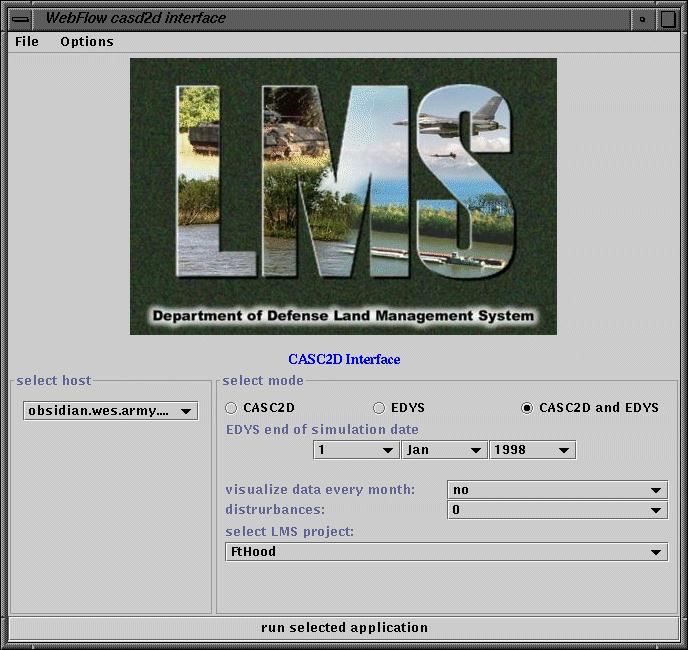 WebFlow casd2d interface
File Options
LMS
Department of Defense Land Management System
CASC2D Interface
select host
obsidian.wes.army....
select mode
CASC2D EDYS CASC2D and EDYS
EDYS end of simulation date
1 Jan 1998
visualize data every month: no
distrurbances: 0
select LMS project:
FtHood
run selected application